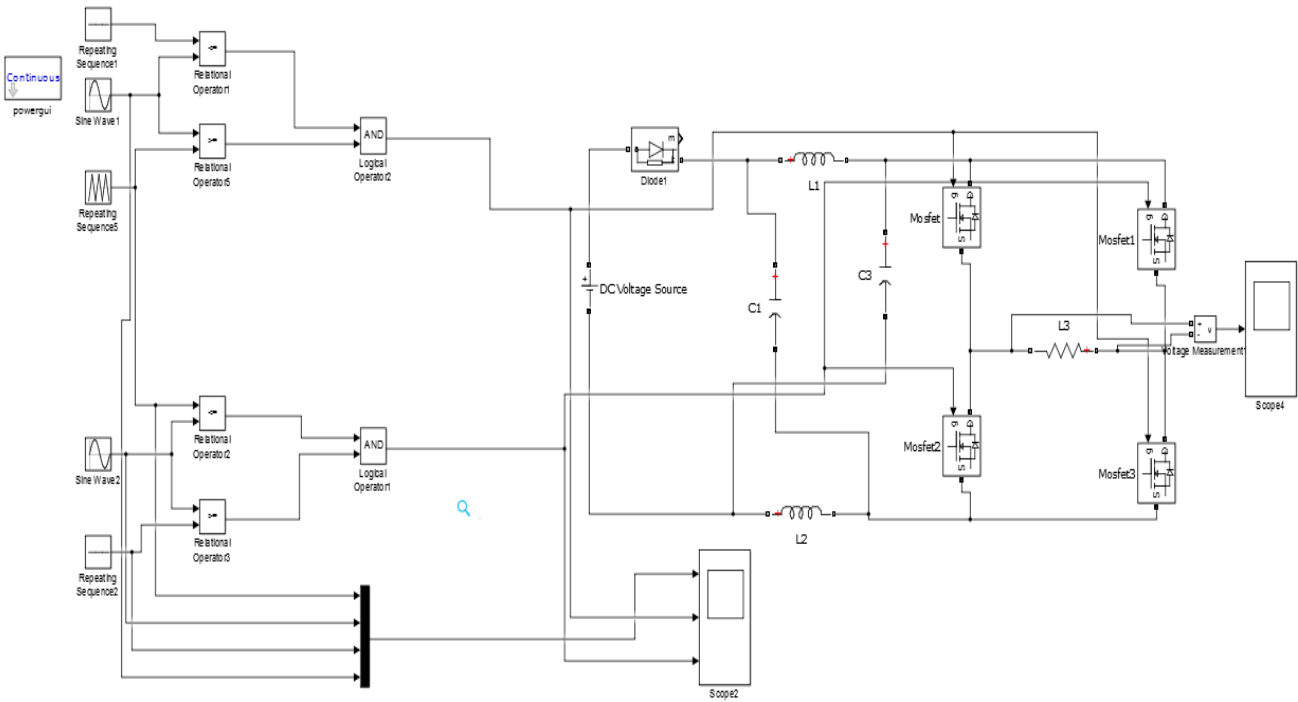 Repeating
Sequence1
Continuous
powergui
Sine Wave1
<=
Relational
Operator1
>=
Relational
Operator5
AND
Logical
Operator2
Repeating
Sequence5
m
Diode1
L1
g
D
S
Mosfet
g
D
S
Mosfet1
+
DC Voltage Source
C1
C3
L3
+
-
v
Voltage Measurement1
Scope4
<=
Relational
Operator2
AND
Logical
Operator1
Sine Wave2
>=
Relational
Operator3
g
D
S
Mosfet2
g
D
S
Mosfet3
L2
Repeating
Sequence2
Scope2